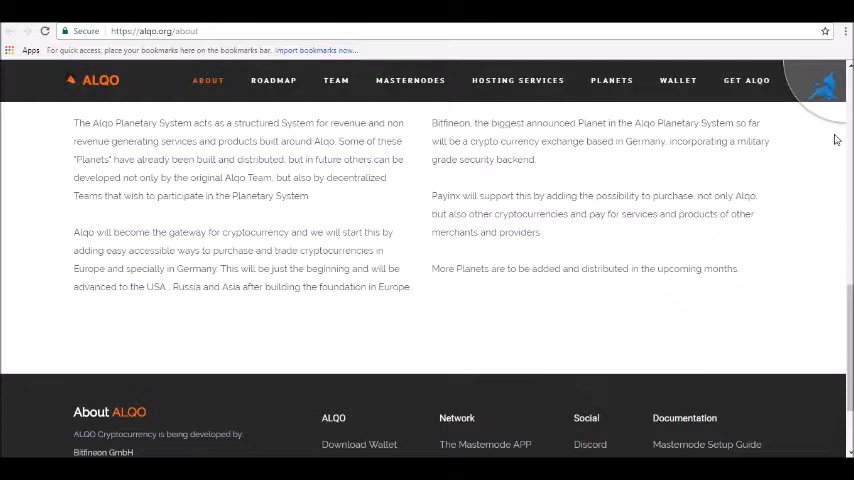 Secure
https://alqo.org/about
Apps
For quick access, place your bookmarks here on the bookmarks bar. Import bookmarks now...
ALQO
ABOUT
ROADMAP
TEAM
MASTERNODES
HOSTING SERVICES
PLANETS
WALLET
GET ALQO
The Alqo Planetary System acts as a structured System for revenue and non
revenue generating services and products built around Alqo. Some of these
"Planets" have already been built and distributed, but in future others can be
developed not only by the original Alqo Team, but also by decentralized
Teams that wish to participate in the Planetary System
Alqo will become the gateway for cryptocurrency and we will start this by
adding easy accessible ways to purchase and trade cryptocurrencies in
Europe and specially in Germany. This will be just the beginning and will be
advanced to the USA , Russia and Asia after building the foundation in Europe
Bitfineon, the biggest announced Planet in the Alqo Planetary System so far
will be a crypto currency exchange based in Germany, incorporating a military
grade security backend.
Payinx will support this by adding the possibility to purchase, not only Alqo,
but also other cryptocurrencies and pay for services and products of other
merchants and providers.
More Planets are to be added and distributed in the upcoming months.
About ALQO
ALQO Cryptocurrency is being developed by:
Bitfineon GmbH
ALQO
Download Wallet
Network
The Masternode APP
Social
Discord
Documentation
Masternode Setup Guide